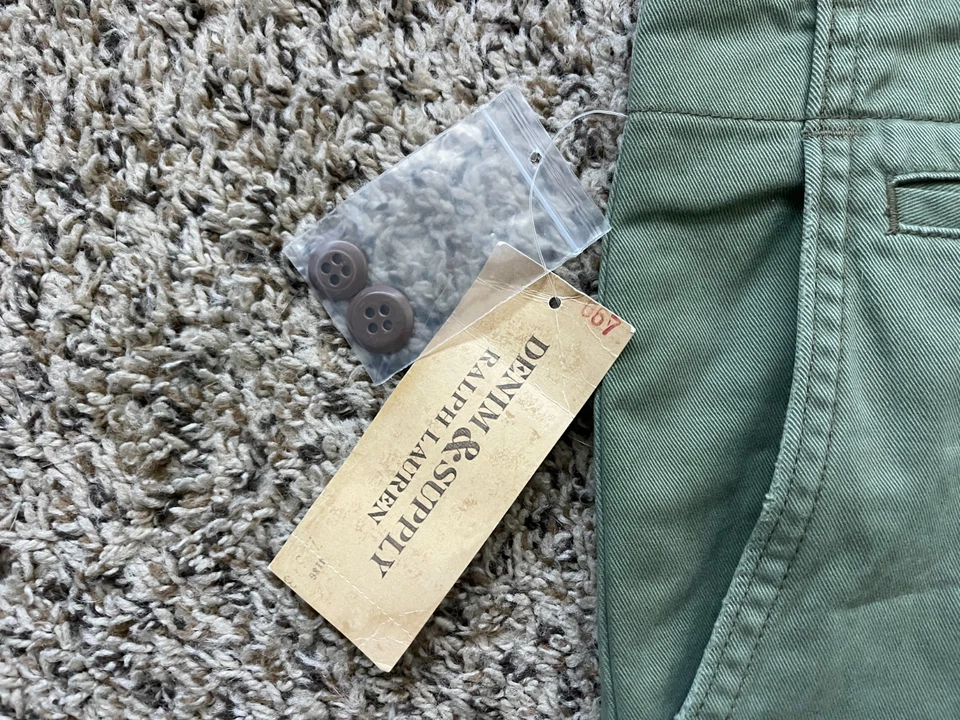 067
DENIM & SUPPLY
RALPH LAUREN